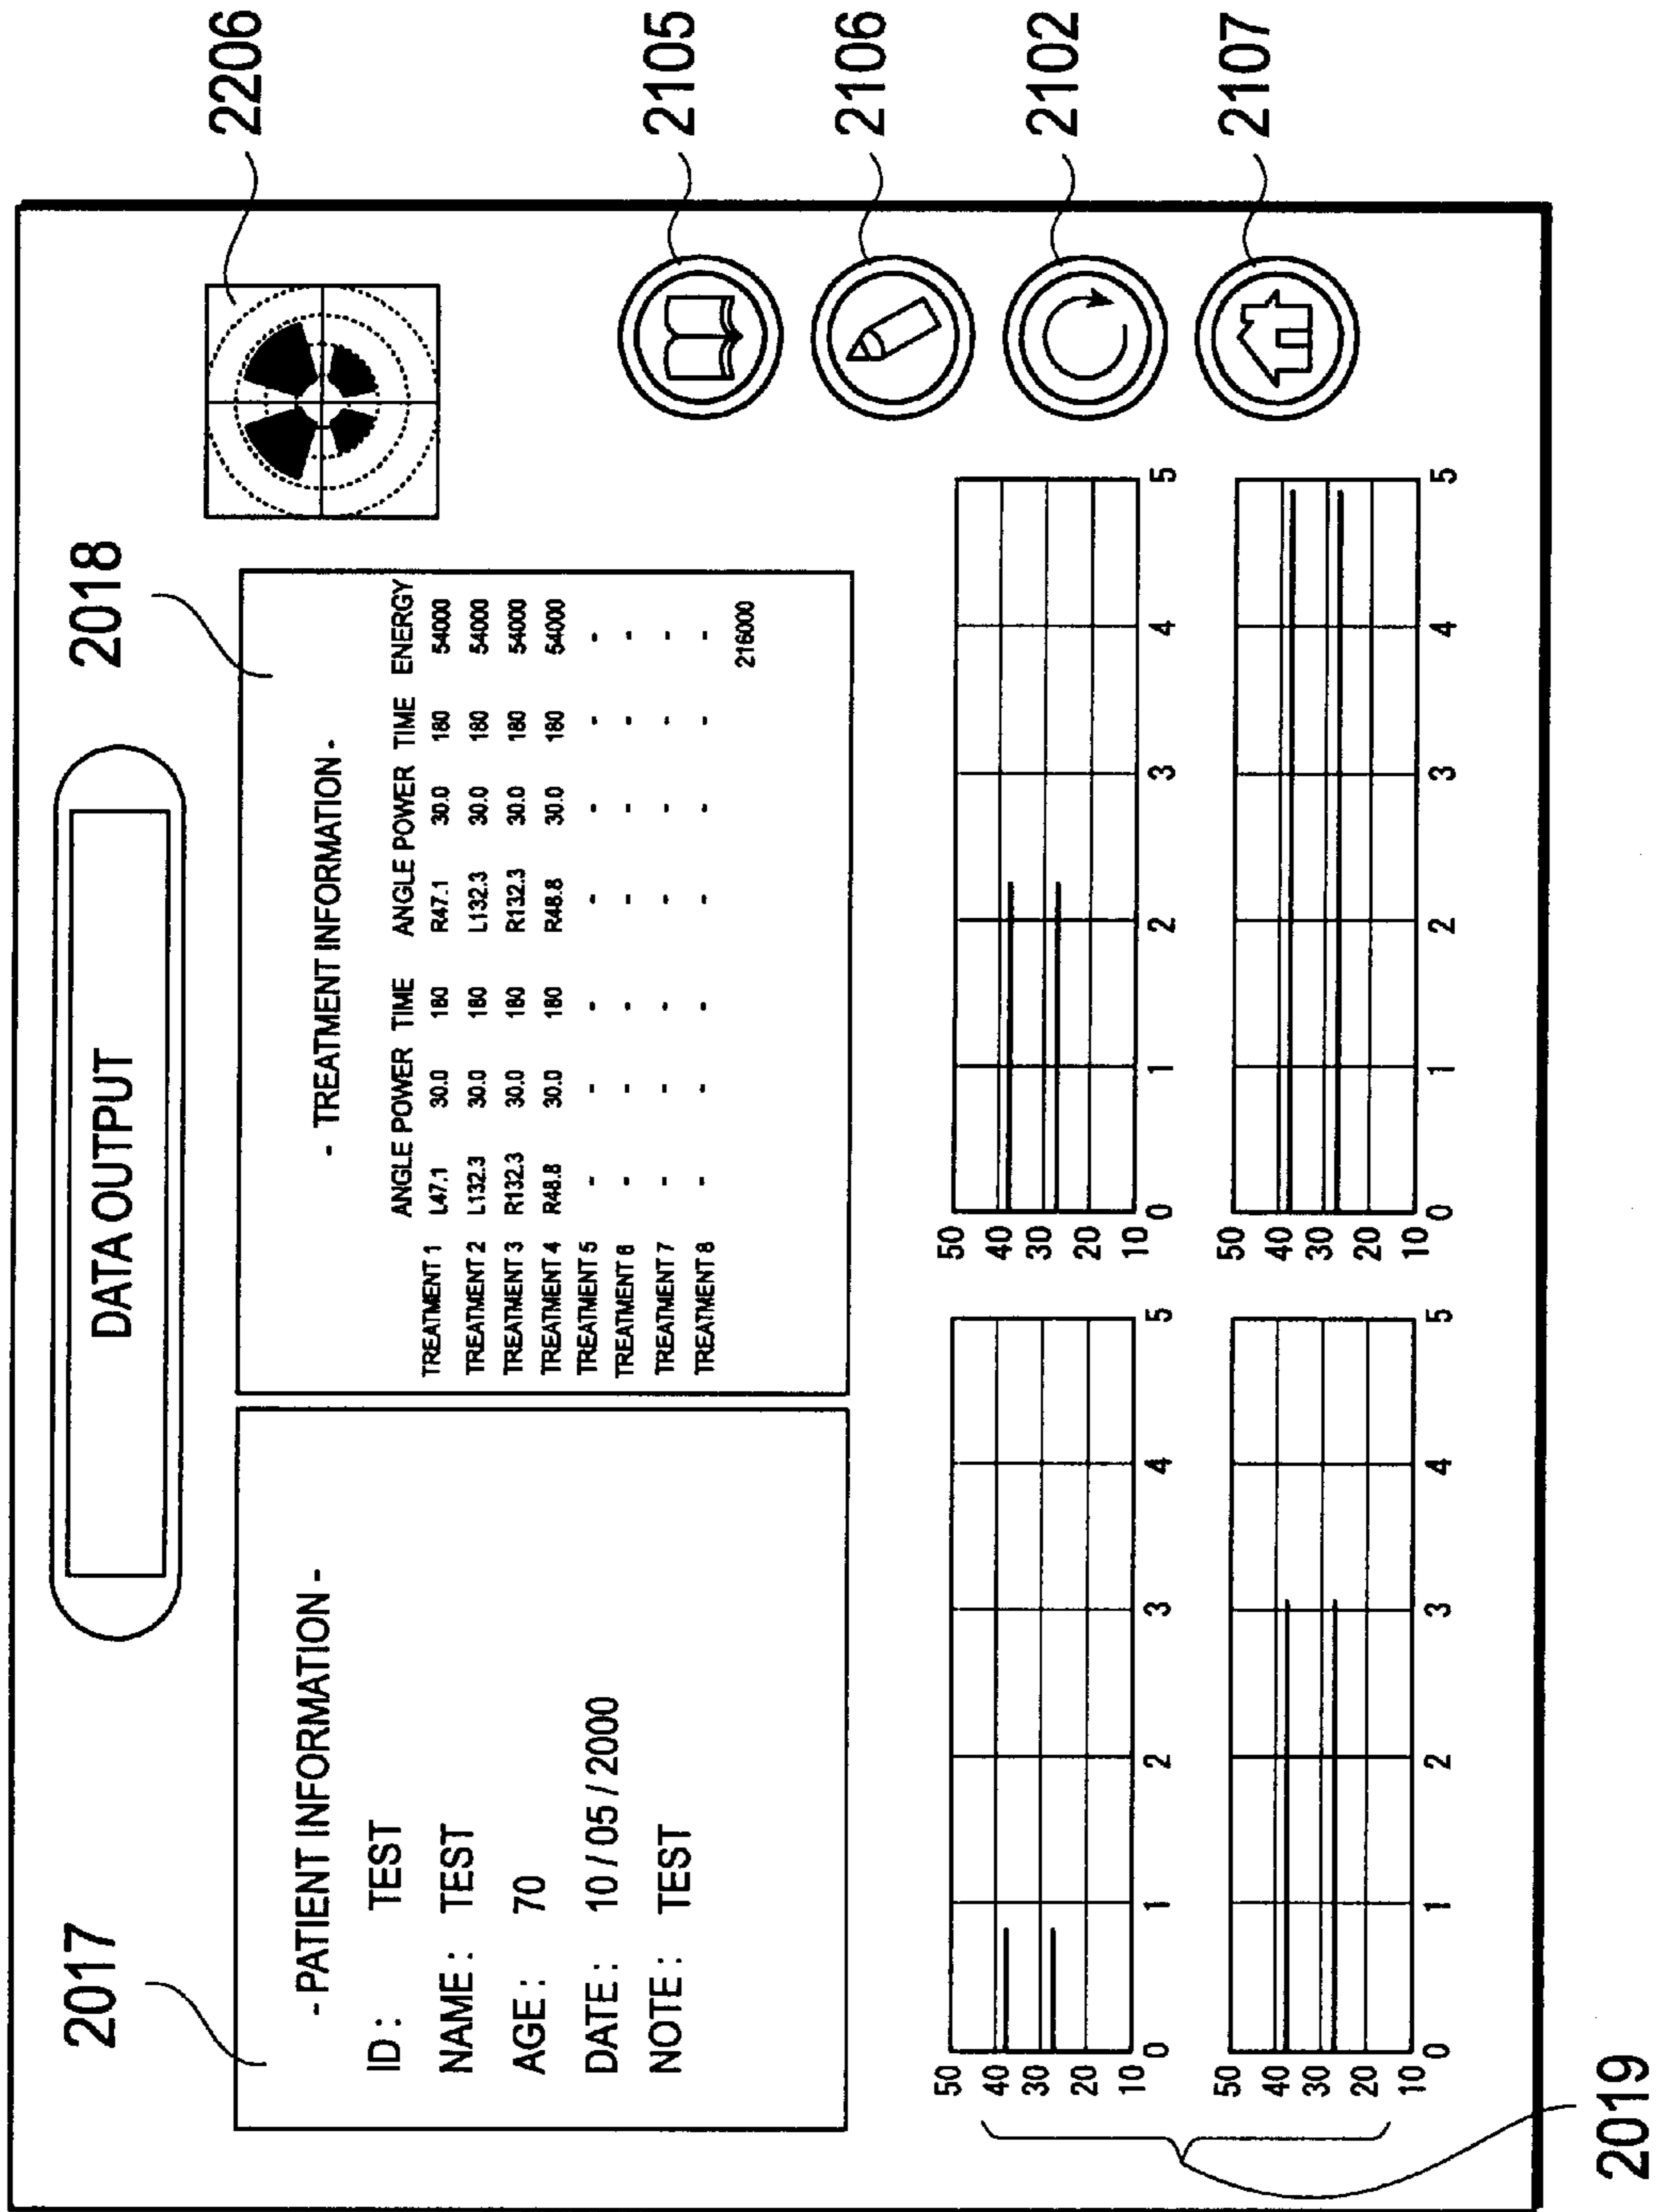 DATA OUTPUT
2017
2018
2206
- PATIENT INFORMATION -
ID : TEST
NAME : TEST
AGE : 70
DATE : 10 / 05 / 2000
NOTE : TEST
- TREATMENT INFORMATION -
ANGLE POWER TIME ANGLE POWER TIME ENERGY
TREATMENT 1 L47.1 30.0 180 R47.1 30.0 180 54000
TREATMENT 2 L132.3 30.0 180 L132.3 30.0 180 54000
TREATMENT 3 R132.3 30.0 180 R132.3 30.0 180 54000
TREATMENT 4 R48.8 30.0 180 R48.8 30.0 180 54000
TREATMENT 5 - - - - - - -
TREATMENT 6 - - - - - - -
TREATMENT 7 - - - - - - -
TREATMENT 8 - - - - - - -
216000
2105
2106
2102
2107
50
40
30
20
10
0 1 2 3 4 5
50
40
30
20
10
0 1 2 3 4 5
50
40
30
20
10
0 1 2 3 4 5
50
40
30
20
10
0 1 2 3 4 5
2019